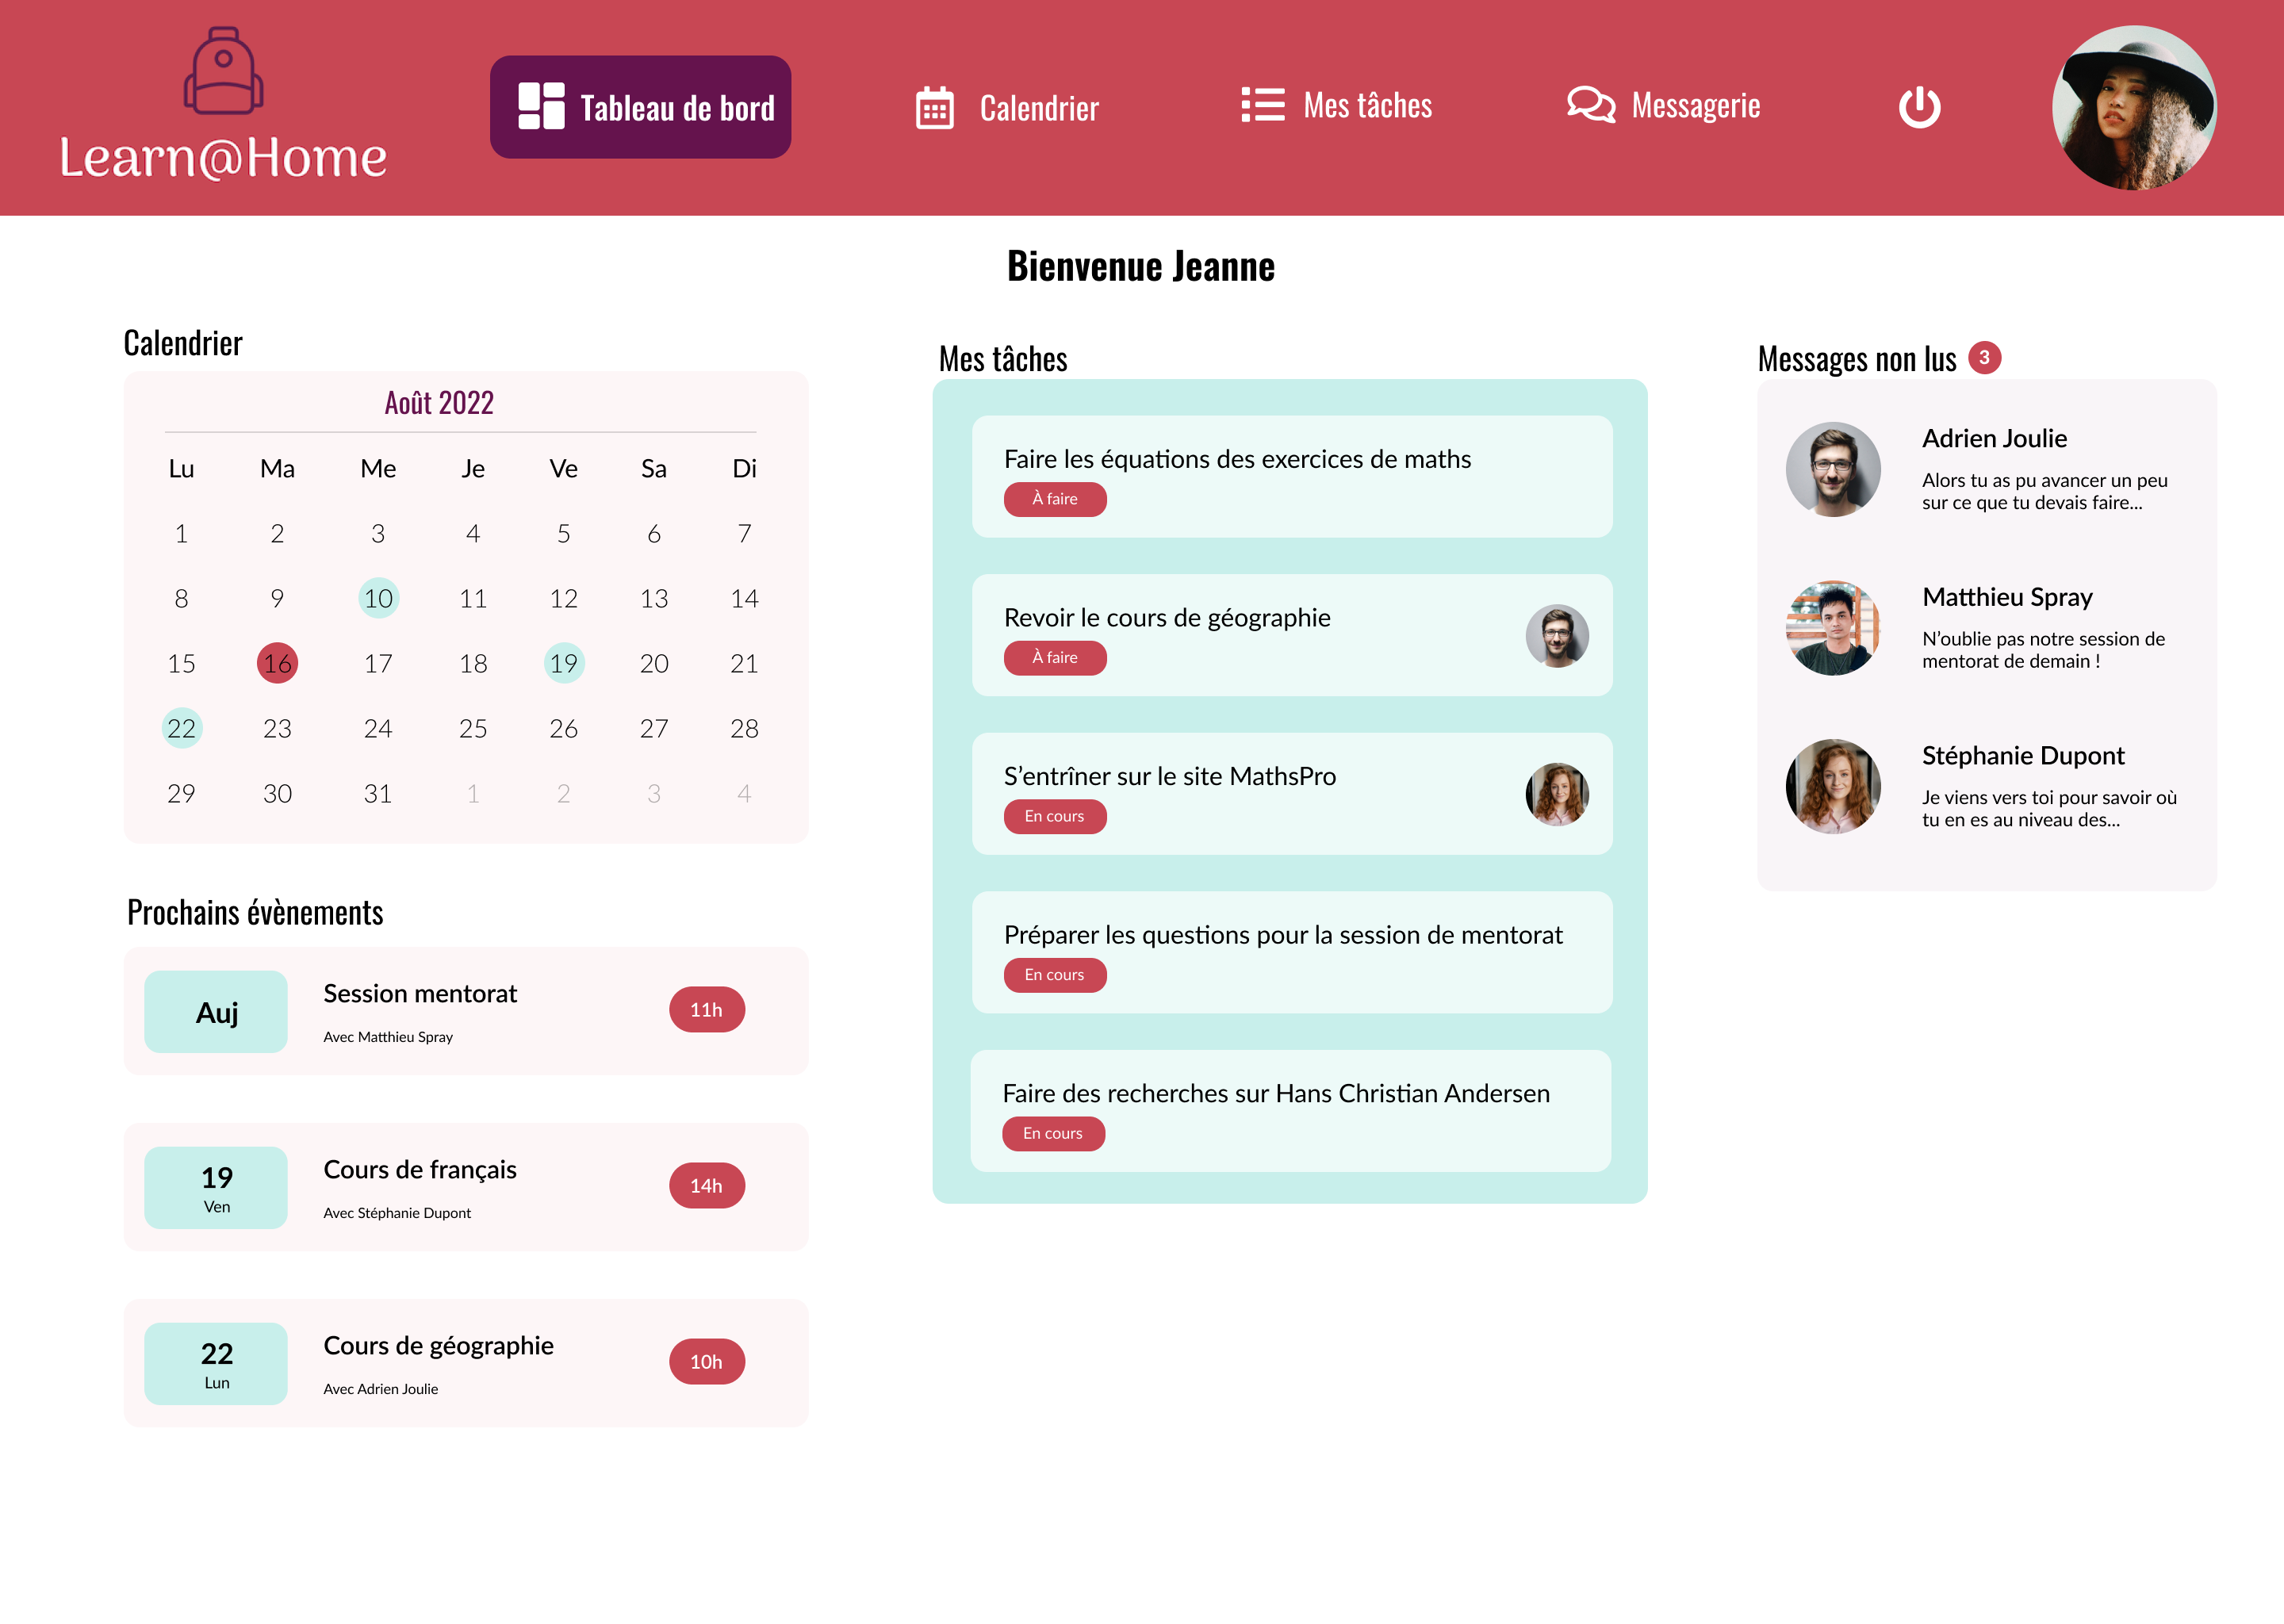 Learn@Home
Tableau de bord
Calendrier
Mes tâches
Messagerie
Bienvenue Jeanne
Calendrier
Août 2022
Lu Ma Me Je Ve Sa Di
1 2 3 4 5 6 7
8 9 10 11 12 13 14
15 16 17 18 19 20 21
22 23 24 25 26 27 28
29 30 31 1 2 3 4
Prochains évènements
Auj
Session mentorat
Avec Matthieu Spray
11h
19
Ven
Cours de français
Avec Stéphanie Dupont
14h
22
Lun
Cours de géographie
Avec Adrien Joulie
10h
Mes tâches
Faire les équations des exercices de maths
À faire
Revoir le cours de géographie
À faire
S’entrîner sur le site MathsPro
En cours
Préparer les questions pour la session de mentorat
En cours
Faire des recherches sur Hans Christian Andersen
En cours
Messages non lus 3
Adrien Joulie
Alors tu as pu avancer un peu
sur ce que tu devais faire...
Matthieu Spray
N’oublie pas notre session de
mentorat de demain !
Stéphanie Dupont
Je viens vers toi pour savoir où
tu en es au niveau des...